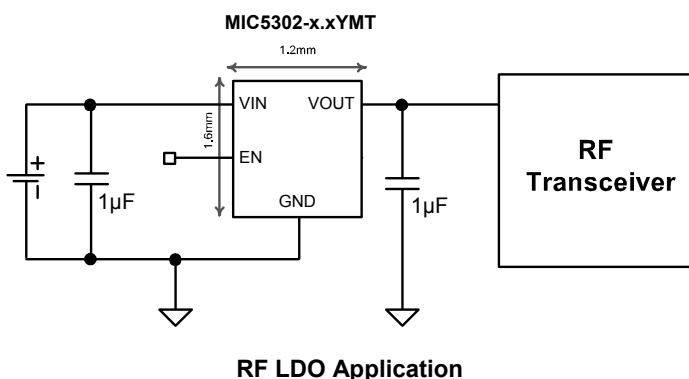 MIC5302-x.xYMT
1.2mm
VIN
VOUT
1.6mm
EN
GND
+
1µF
1µF
RF
Transceiver
RF LDO Application